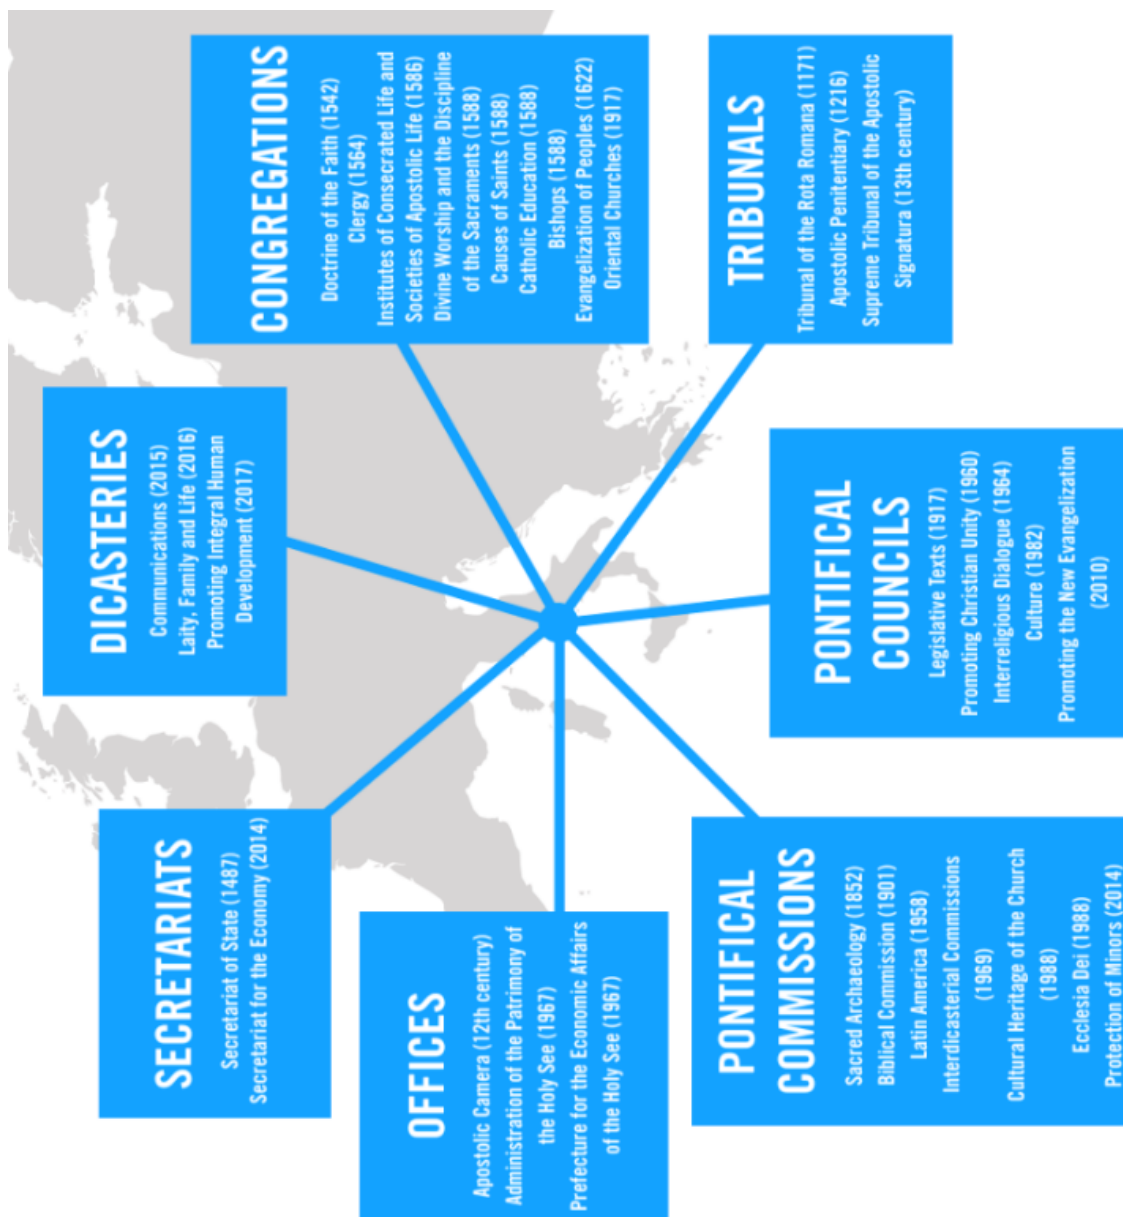 SECRETARIATS
Secretariat of State (1487)
Secretariat for the Economy (2014)
DICASTERIES
Communications (2015)
Laity, Family and Life (2016)
Promoting Integral Human
Development (2017)
CONGREGATIONS
Doctrine of the Faith (1542)
Clergy (1564)
Institutes of Consecrated Life and
Societies of Apostolic Life (1586)
Divine Worship and the Discipline
of the Sacraments (1588)
Causes of Saints (1588)
Catholic Education (1588)
Bishops (1588)
Evangelization of Peoples (1622)
Oriental Churches (1917)
OFFICES
Apostolic Camera (12th century)
Administration of the Patrimony of
the Holy See (1967)
Prefecture for the Economic Affairs
of the Holy See (1967)
TRIBUNALS
Tribunal of the Rota Romana (1171)
Apostolic Penitentiary (1216)
Supreme Tribunal of the Apostolic
Signatura (13th century)
PONTIFICAL
COMMISSIONS
Sacred Archaeology (1852)
Biblical Commission (1901)
Latin America (1958)
Interdicasterial Commissions
(1969)
Cultural Heritage of the Church
(1988)
Ecclesia Dei (1988)
Protection of Minors (2014)
PONTIFICAL
COUNCILS
Legislative Texts (1917)
Promoting Christian Unity (1960)
Interreligious Dialogue (1964)
Culture (1982)
Promoting the New Evangelization
(2010)